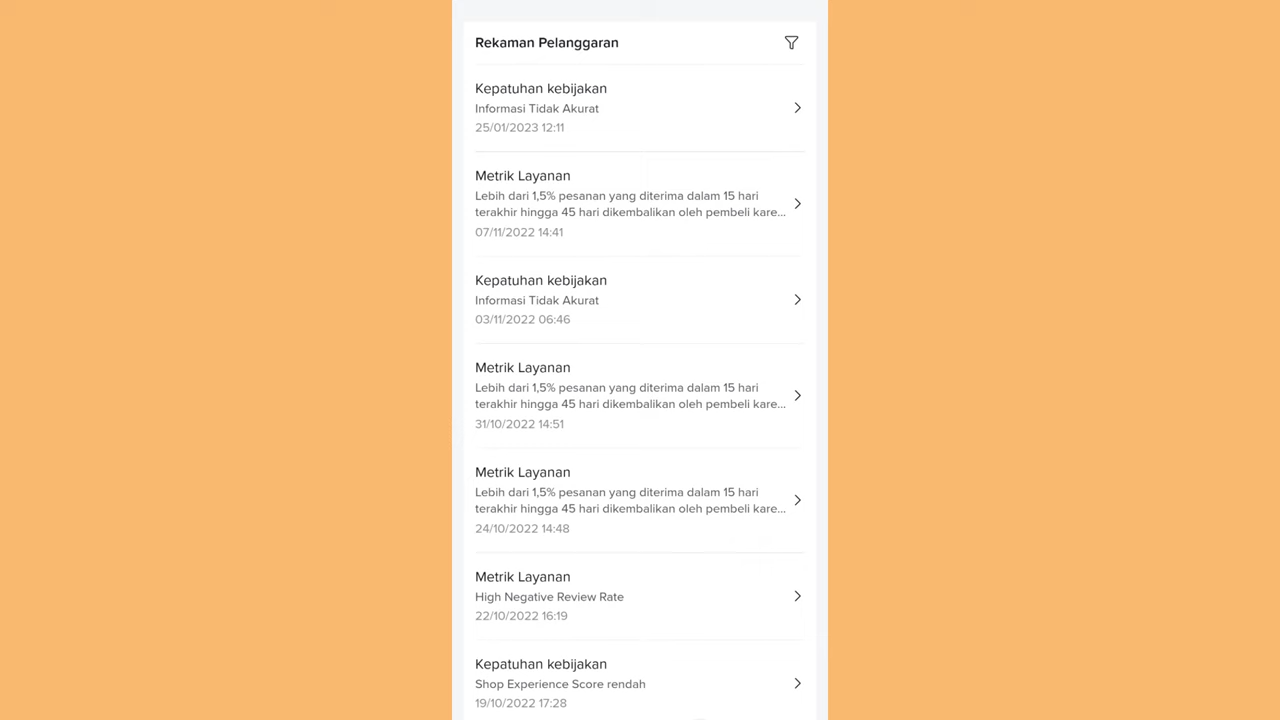 Rekaman Pelanggaran
Kepatuhan kebijakan
Informasi Tidak Akurat
25/01/2023 12:11
Metrik Layanan
Lebih dari 1,5% pesanan yang diterima dalam 15 hari
terakhir hingga 45 hari dikembalikan oleh pembeli kare...
07/11/2022 14:41
Kepatuhan kebijakan
Informasi Tidak Akurat
03/11/2022 06:46
Metrik Layanan
Lebih dari 1,5% pesanan yang diterima dalam 15 hari
terakhir hingga 45 hari dikembalikan oleh pembeli kare...
31/10/2022 14:51
Metrik Layanan
Lebih dari 1,5% pesanan yang diterima dalam 15 hari
terakhir hingga 45 hari dikembalikan oleh pembeli kare...
24/10/2022 14:48
Metrik Layanan
High Negative Review Rate
22/10/2022 16:19
Kepatuhan kebijakan
Shop Experience Score rendah
19/10/2022 17:28